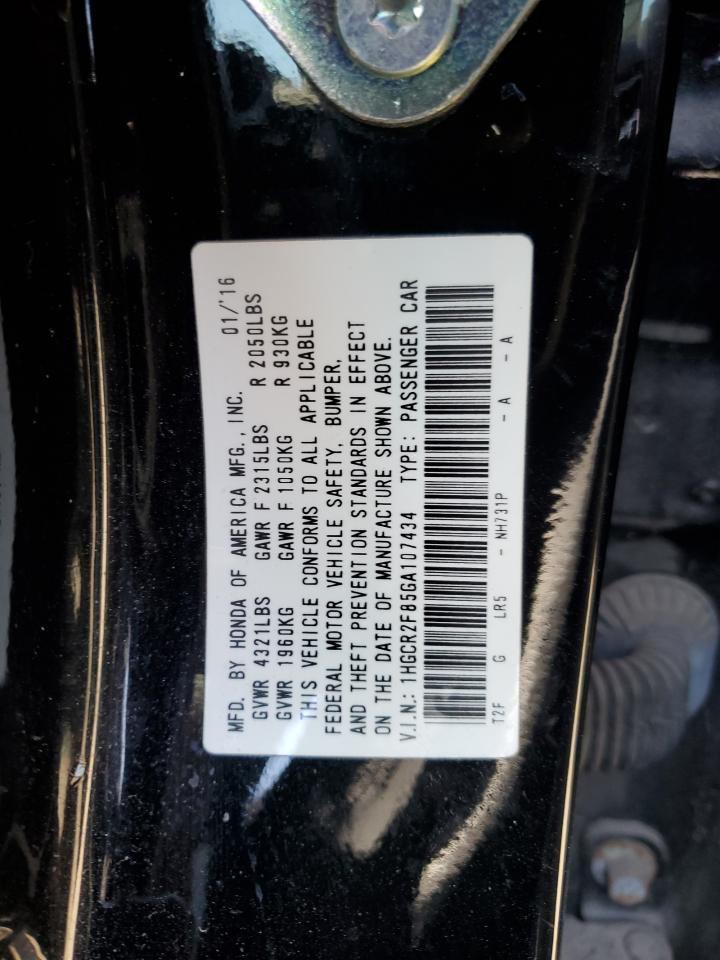 MFD. BY HONDA OF AMERICA MFG., INC. 01/'16
GVWR 4321LBS GAWR F 2315LBS R 2050LBS
GVWR 1960KG GAWR F 1050KG R 930KG
THIS VEHICLE CONFORMS TO ALL APPLICABLE
FEDERAL MOTOR VEHICLE SAFETY, BUMPER,
AND THEFT PREVENTION STANDARDS IN EFFECT
ON THE DATE OF MANUFACTURE SHOWN ABOVE.
V.I.N.: 1HGCR2F85GA107434 TYPE: PASSENGER CAR
T2F G LR5 - NH731P - A - A